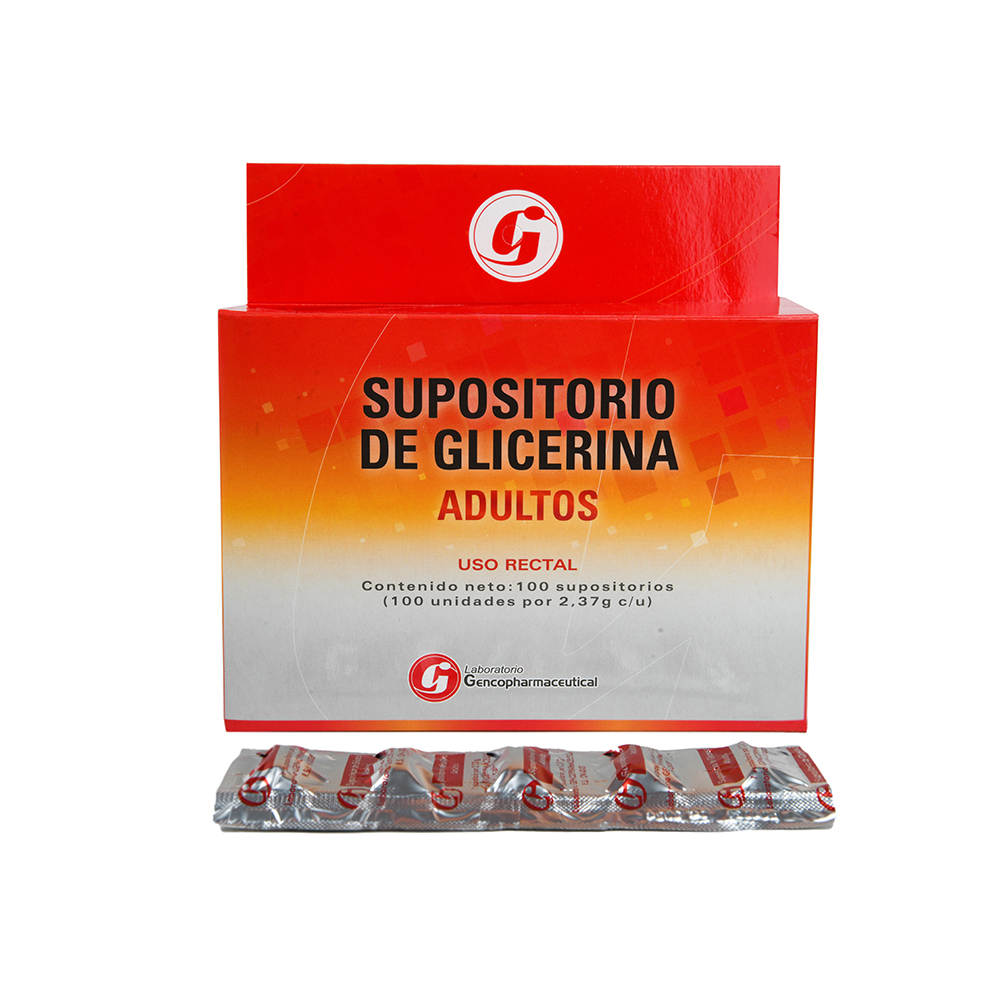 SUPOSITORIO
DE GLICERINA
ADULTOS
USO RECTAL
Contenido neto: 100 supositorios
(100 unidades por 2,37g c/u)
Laboratorio
Gencopharmaceutical